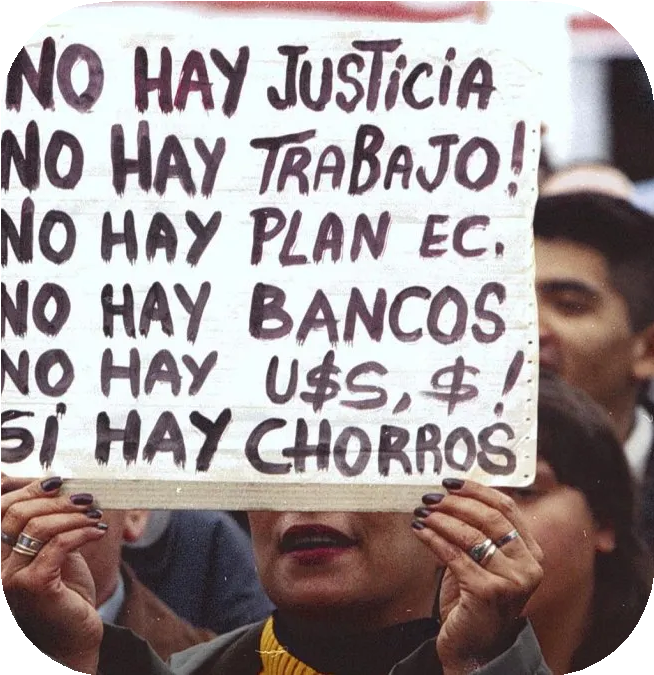 NO HAY JUSTICIA
NO HAY TRABAJO!
NO HAY PLAN EC.
NO HAY BANCOS
NO HAY U$S, $!
SÍ HAY CHORROS